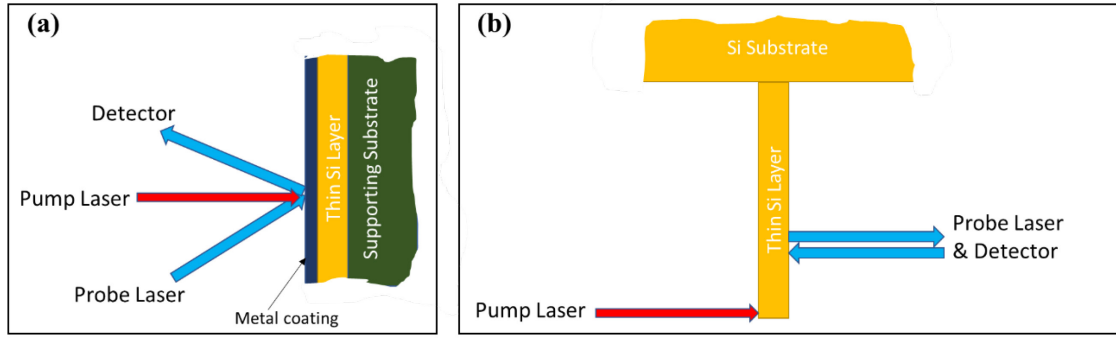 (a)
Detector
Pump Laser
Probe Laser
Metal coating
Thin Si Layer
Supporting Substrate
(b)
Si Substrate
Thin Si Layer
Probe Laser
& Detector
Pump Laser